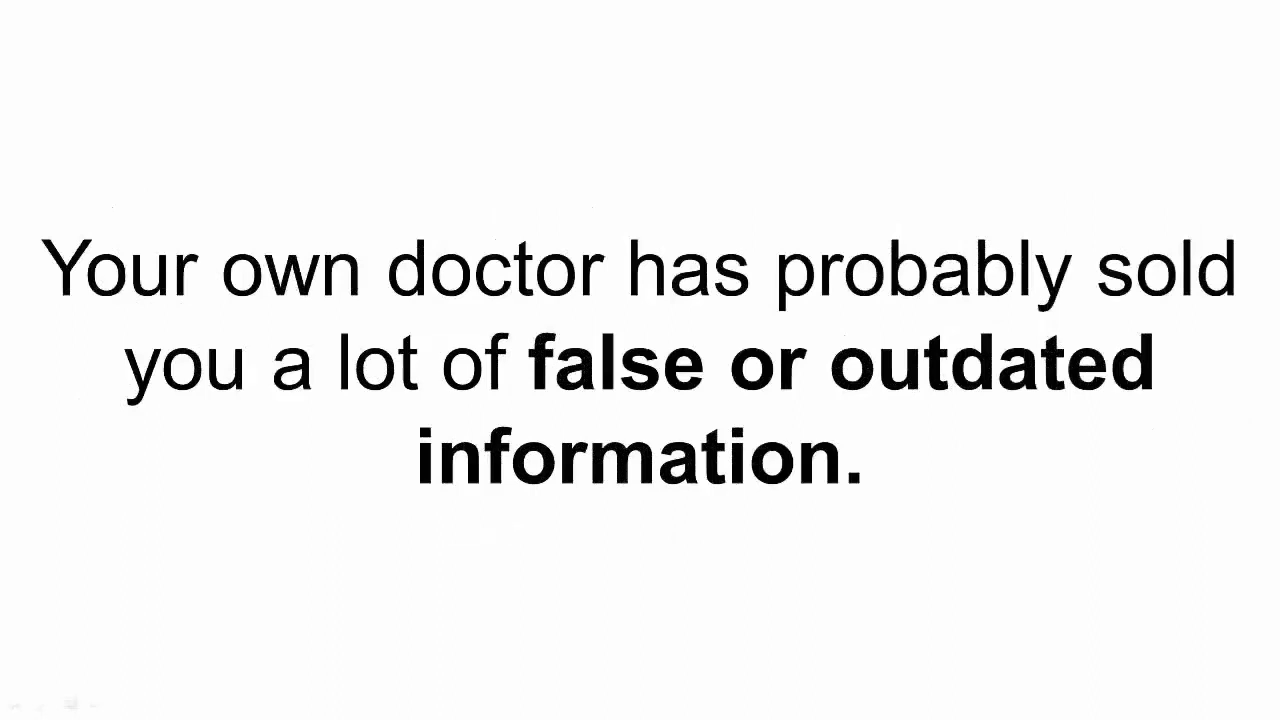 Your own doctor has probably sold
you a lot of false or outdated
information.